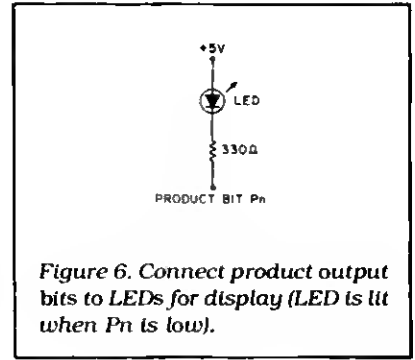 +5V
LED
330Ω
PRODUCT BIT Pn
Figure 6. Connect product output
bits to LEDs for display (LED is lit
when Pn is low).